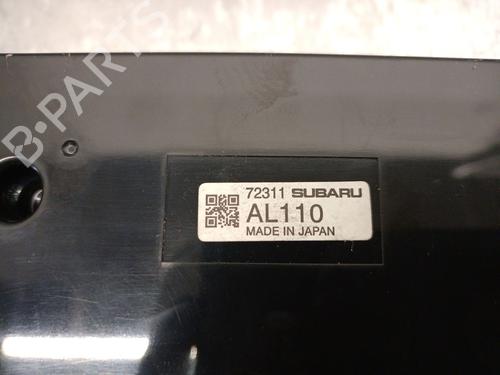 B-PARTS
72311 SUBARU
AL110
MADE IN JAPAN